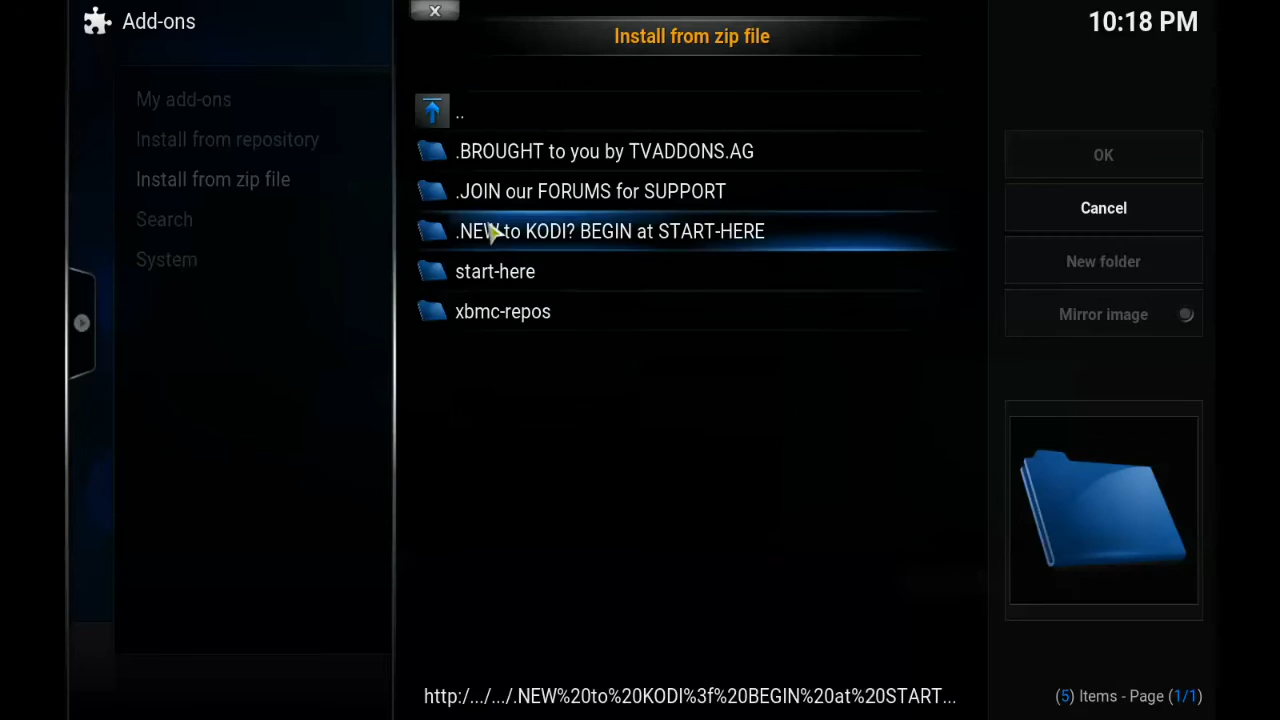 Add-ons
My add-ons
Install from repository
Install from zip file
Search
System
x
Install from zip file
..
.BROUGHT to you by TVADDONS.AG
.JOIN our FORUMS for SUPPORT
.NEW to KODI? BEGIN at START-HERE
start-here
xbmc-repos
http:/.../.../.NEW%20to%20KODI%3f%20BEGIN%20at%20START...
10:18 PM
OK
Cancel
New folder
Mirror image
(5) Items - Page (1/1)